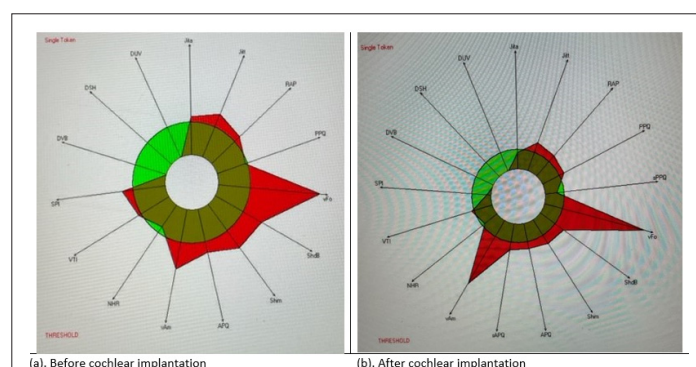 Single Token
Jita
Jitt
RAP
PPQ
vFo
ShdB
Shim
APQ
vAm
NHR
VTI
SPI
DVB
DSH
DUV
THRESHOLD
(a). Before cochlear implantation
Single Token
Jita
Jitt
RAP
PPQ
sPPQ
vFo
ShdB
Shim
APQ
sAPQ
vAm
NHR
VTI
SPI
DVB
DSH
DUV
THRESHOLD
(b). After cochlear implantation